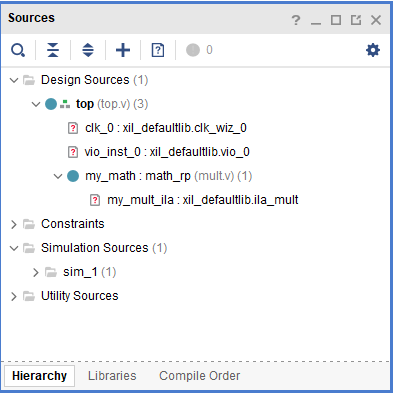 Sources
0
Design Sources (1)
top (top.v) (3)
clk_0 : xil_defaultlib.clk_wiz_0
vio_inst_0 : xil_defaultlib.vio_0
my_math : math_rp (mult.v) (1)
my_mult_ila : xil_defaultlib.ila_mult
Constraints
Simulation Sources (1)
sim_1 (1)
Utility Sources
Hierarchy Libraries Compile Order